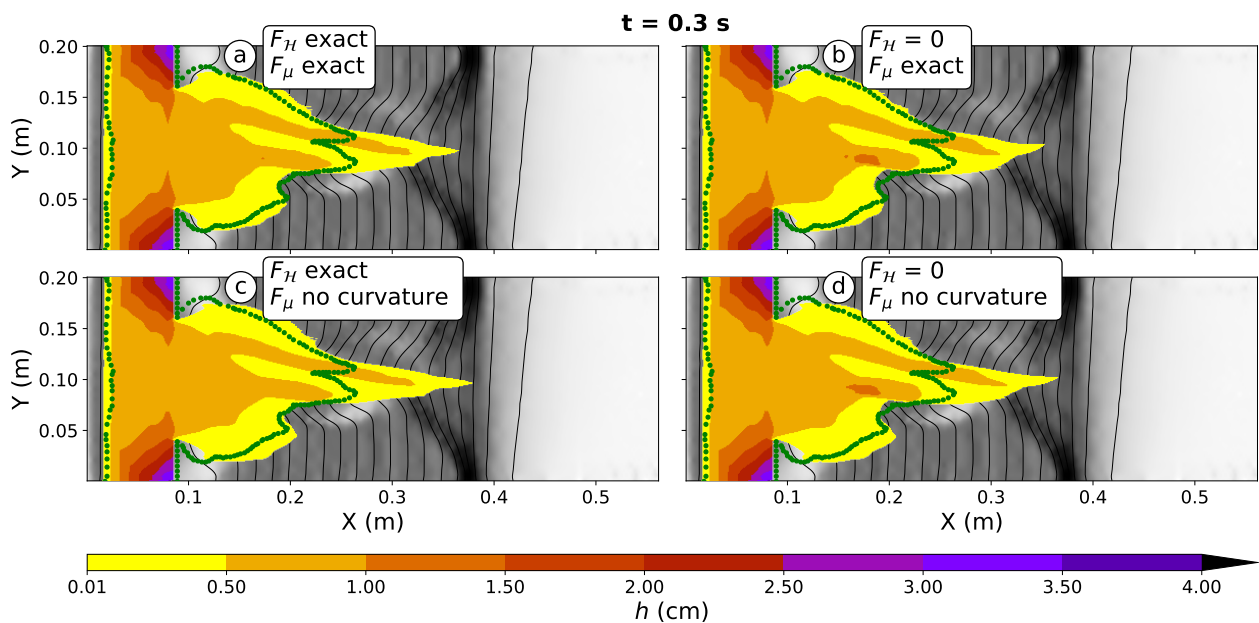 t = 0.3 s
a
F_ℋ exact
F_μ exact
b
F_ℋ = 0
F_μ exact
0.20
0.15
0.10
0.05
Y (m)
c
F_ℋ exact
F_μ no curvature
d
F_ℋ = 0
F_μ no curvature
0.20
0.15
0.10
0.05
Y (m)
0.1 0.2 0.3 0.4 0.5
0.1 0.2 0.3 0.4 0.5
X (m)
X (m)
0.01 0.50 1.00 1.50 2.00 2.50 3.00 3.50 4.00
h (cm)